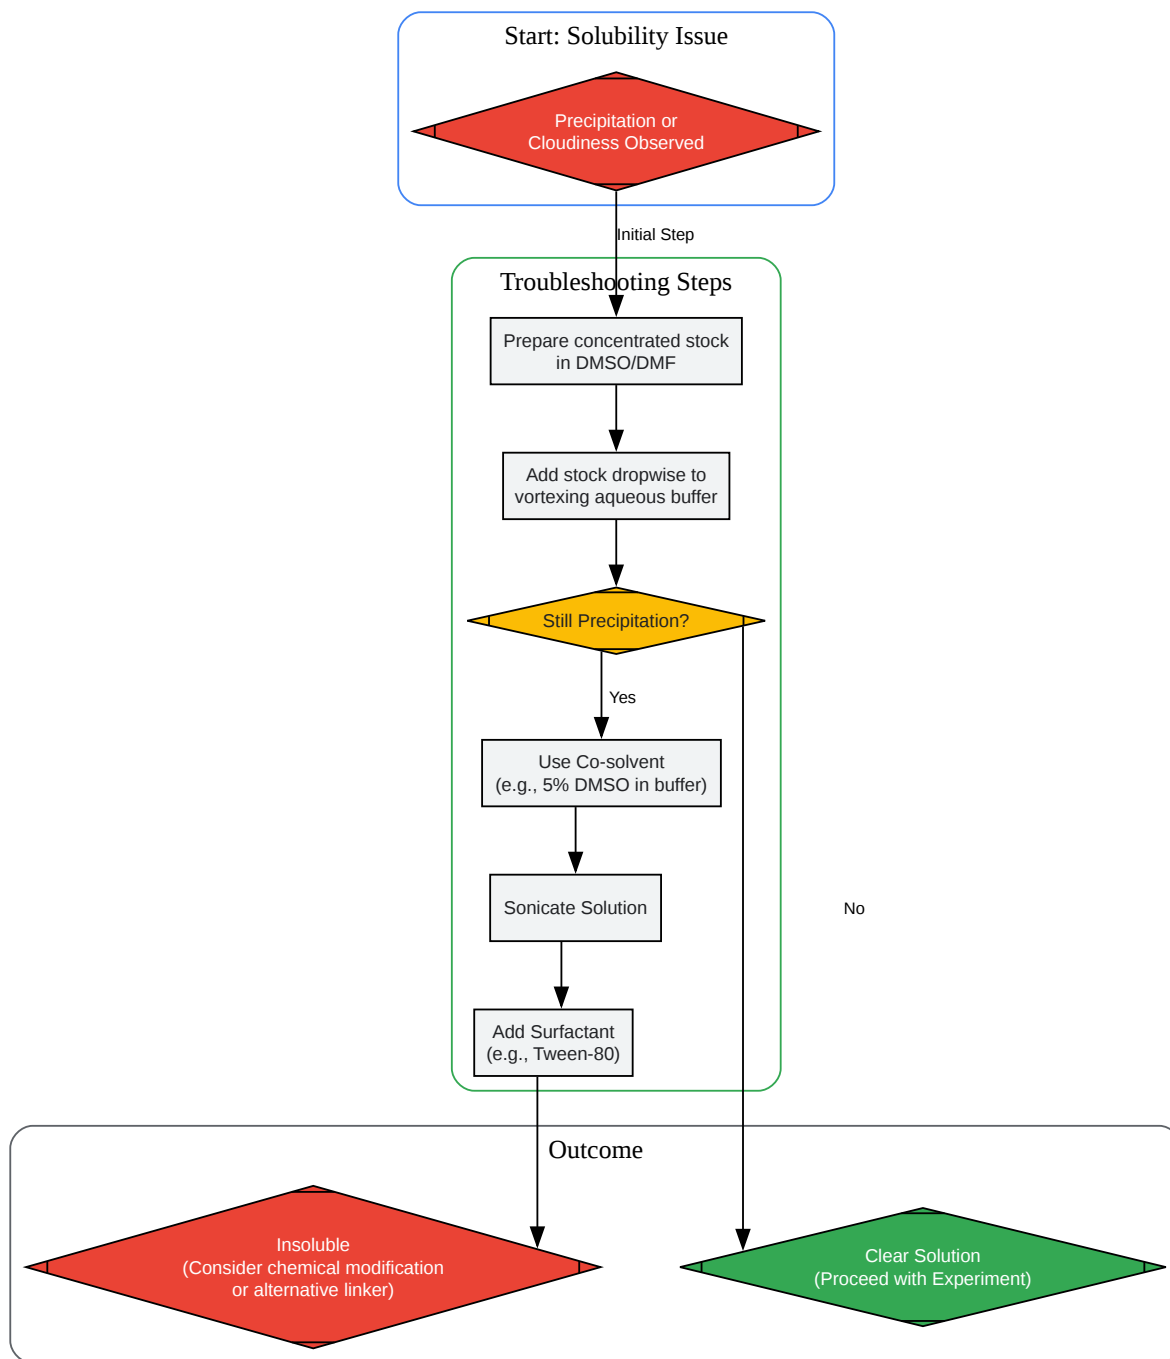 Start: Solubility Issue
Precipitation or
Cloudiness Observed
Initial Step
Troubleshooting Steps
Prepare concentrated stock
in DMSO/DMF
Add stock dropwise to
vortexing aqueous buffer
Still Precipitation?
Yes
Use Co-solvent
(e.g., 5% DMSO in buffer)
Sonicate Solution
No
Add Surfactant
(e.g., Tween-80)
Outcome
Insoluble
(Consider chemical modification
or alternative linker)
Clear Solution
(Proceed with Experiment)